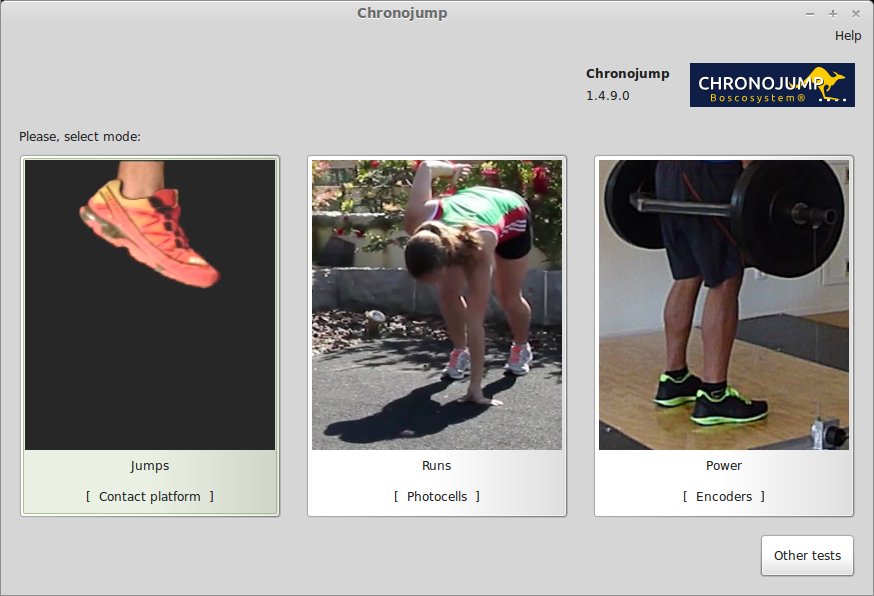 Chronojump
Help
Chronojump
1.4.9.0
CHRONOJUMP
Boscosystem®
Please, select mode:
Jumps
[ Contact platform ]
Runs
[ Photocells ]
Power
[ Encoders ]
Other tests